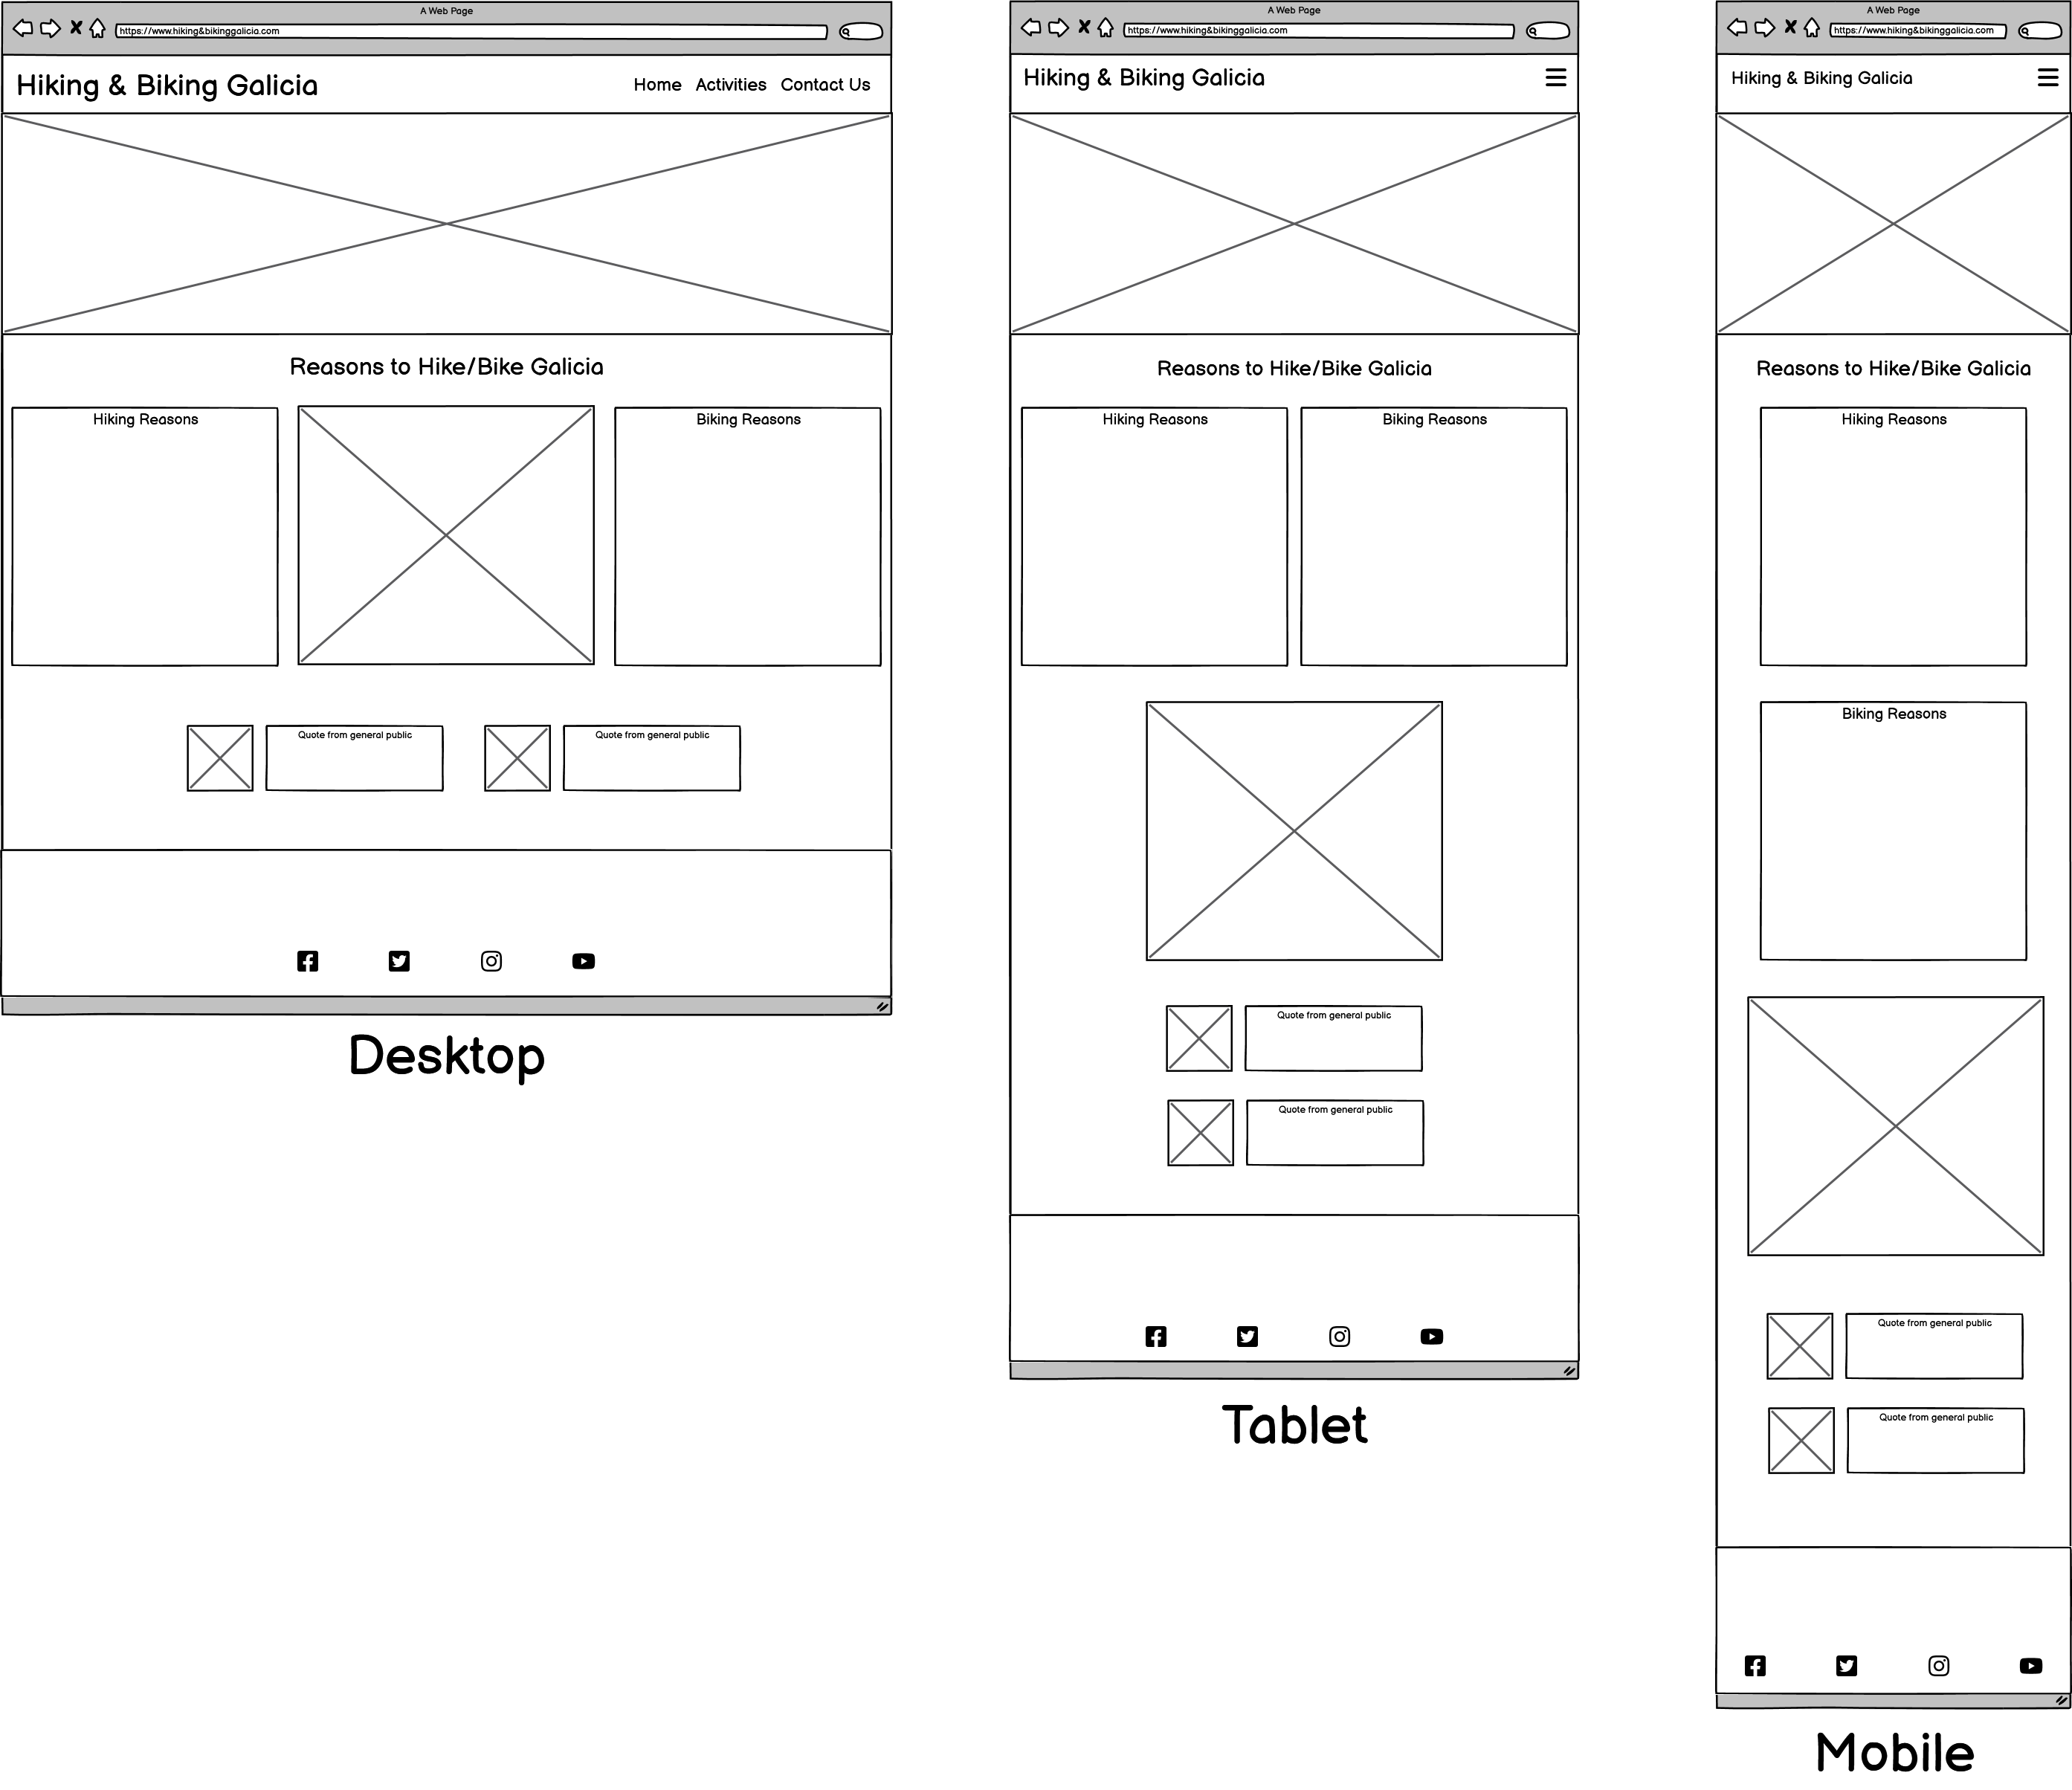 A Web Page
https://www.hiking&bikinggalicia.com
Hiking & Biking Galicia
Home Activities Contact Us
Reasons to Hike/Bike Galicia
Hiking Reasons
Biking Reasons
Quote from general public
Quote from general public
Desktop
A Web Page
https://www.hiking&bikinggalicia.com
Hiking & Biking Galicia
Reasons to Hike/Bike Galicia
Hiking Reasons
Biking Reasons
Quote from general public
Quote from general public
Tablet
A Web Page
https://www.hiking&bikinggalicia.com
Hiking & Biking Galicia
Reasons to Hike/Bike Galicia
Hiking Reasons
Biking Reasons
Quote from general public
Quote from general public
Mobile